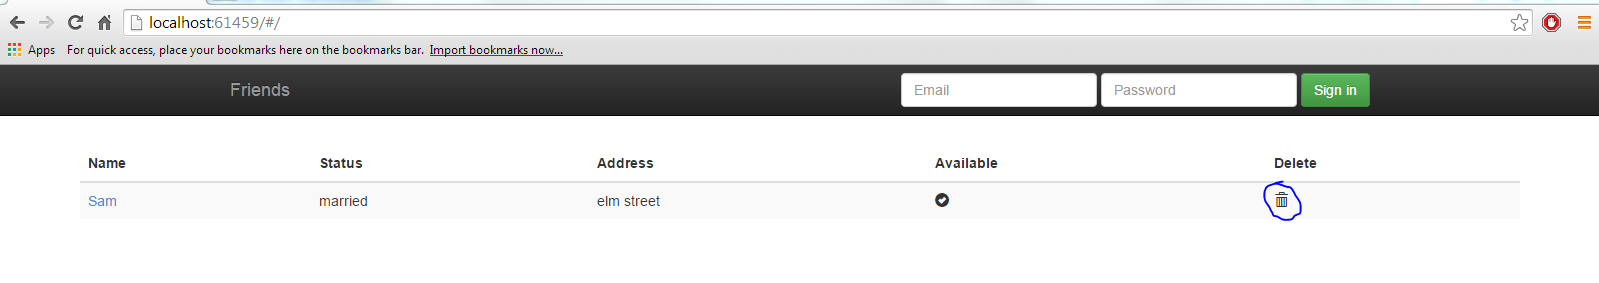 localhost:61459/#/
Apps For quick access, place your bookmarks here on the bookmarks bar. Import bookmarks now...
Friends Email Password Sign in
Name Status Address Available Delete
Sam married elm street